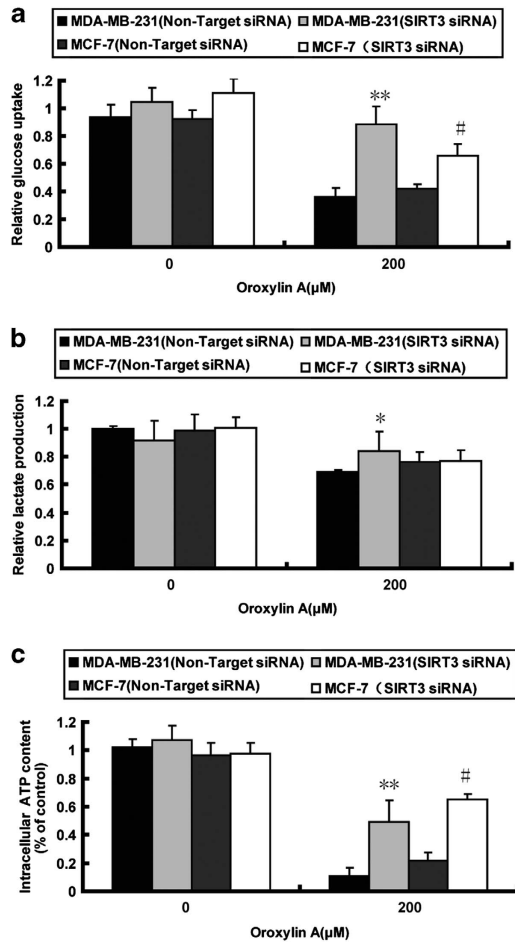 a
MDA-MB-231(Non-Target siRNA) MDA-MB-231(SIRT3 siRNA)
MCF-7(Non-Target siRNA) MCF-7（SIRT3 siRNA)
Relative glucose uptake
1.2
1
0.8
0.6
0.4
0.2
0
**
#
0 200
Oroxylin A(μM)
b
MDA-MB-231(Non-Target siRNA) MDA-MB-231(SIRT3 siRNA)
MCF-7(Non-Target siRNA) MCF-7（SIRT3 siRNA)
Relative lactate production
1.2
1
0.8
0.6
0.4
0.2
0
*
0 200
Oroxylin A(μM)
c
MDA-MB-231(Non-Target siRNA) MDA-MB-231(SIRT3 siRNA)
MCF-7(Non-Target siRNA) MCF-7（SIRT3 siRNA)
Intracellular ATP content
(% of control)
1.2
1
0.8
0.6
0.4
0.2
0
**
#
0 200
Oroxylin A(μM)